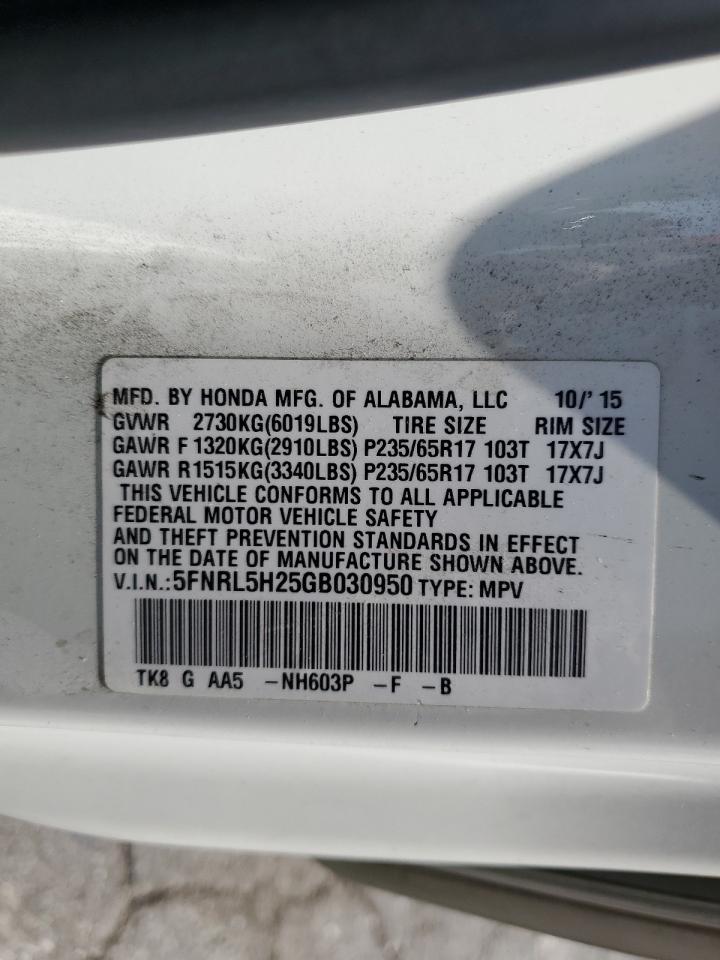 MFD. BY HONDA MFG. OF ALABAMA, LLC 10/' 15
GVWR 2730KG(6019LBS) TIRE SIZE RIM SIZE
GAWR F 1320KG(2910LBS) P235/65R17 103T 17X7J
GAWR R1515KG(3340LBS) P235/65R17 103T 17X7J
THIS VEHICLE CONFORMS TO ALL APPLICABLE
FEDERAL MOTOR VEHICLE SAFETY
AND THEFT PREVENTION STANDARDS IN EFFECT
ON THE DATE OF MANUFACTURE SHOWN ABOVE.
V.I.N.:5FNRL5H25GB030950 TYPE: MPV
TK8 G AA5 -NH603P -F -B